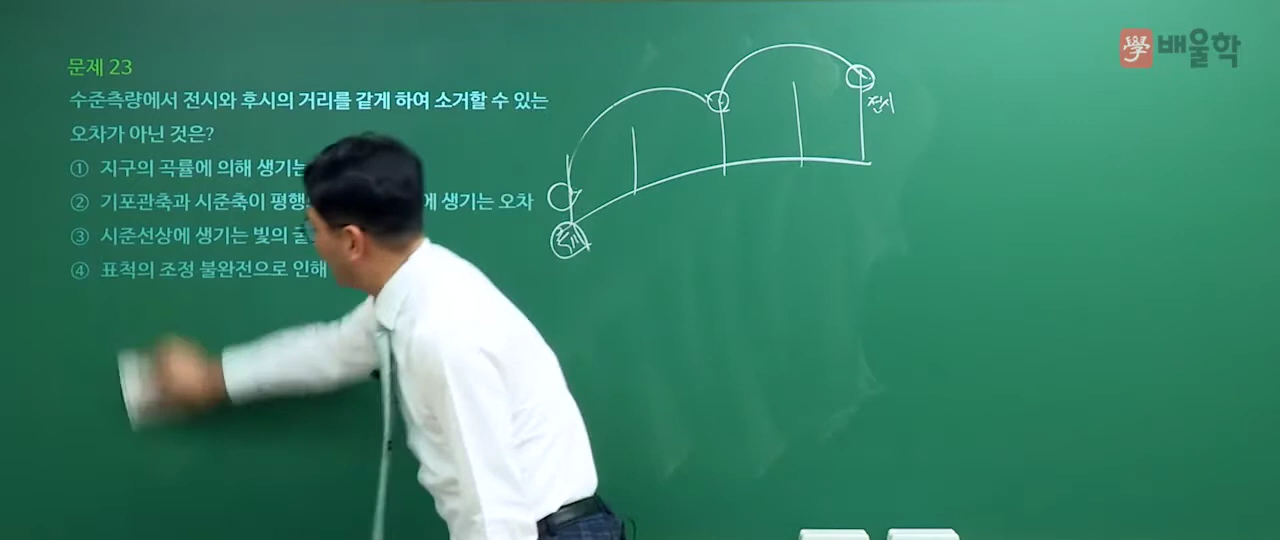 學 배울학
문제 23
수준측량에서 전시와 후시의 거리를 같게 하여 소거할 수 있는
오차가 아닌 것은?
① 지구의 곡률에 의해 생기는
② 기포관축과 시준축이 평행 에 생기는 오차
③ 시준선상에 생기는 빛의
④ 표척의 조정 불완전으로 인해
전시